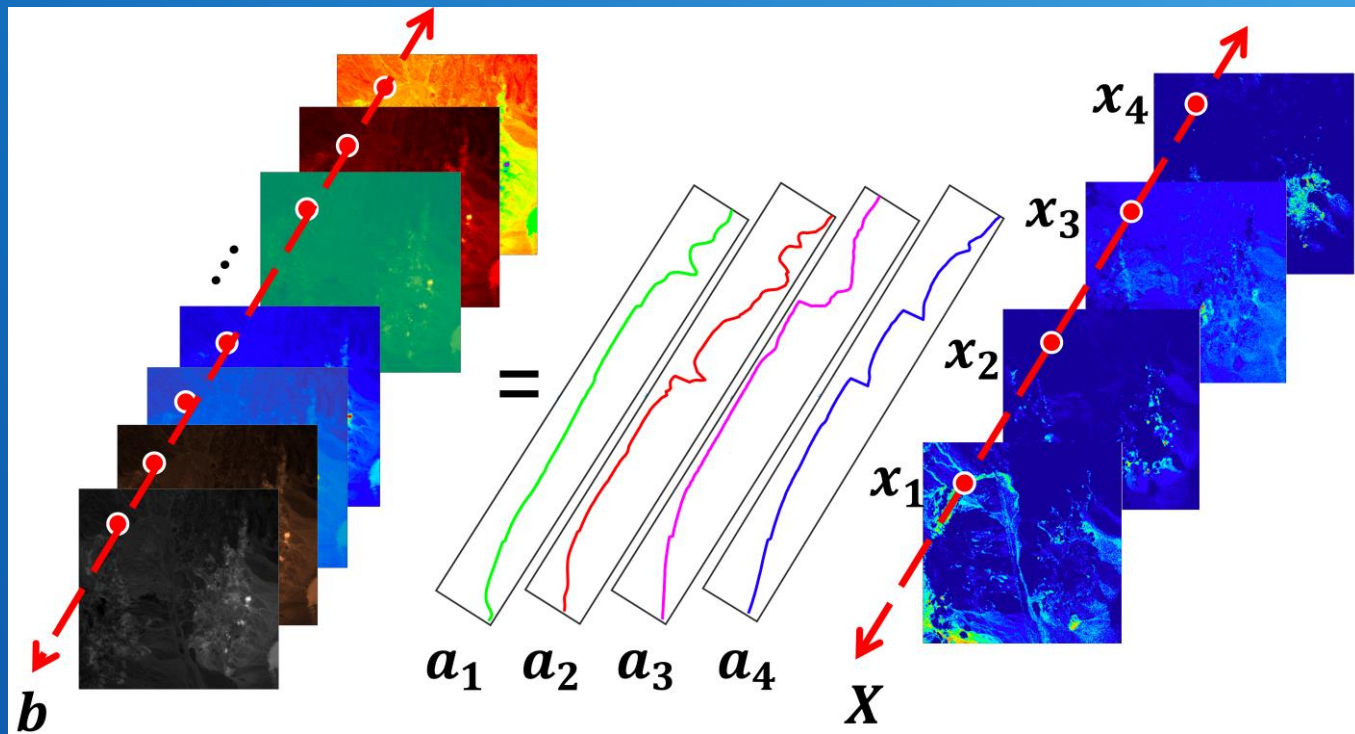 x₄
x₃
x₂
x₁
⋰
=
a₁ a₂ a₃ a₄
b
X